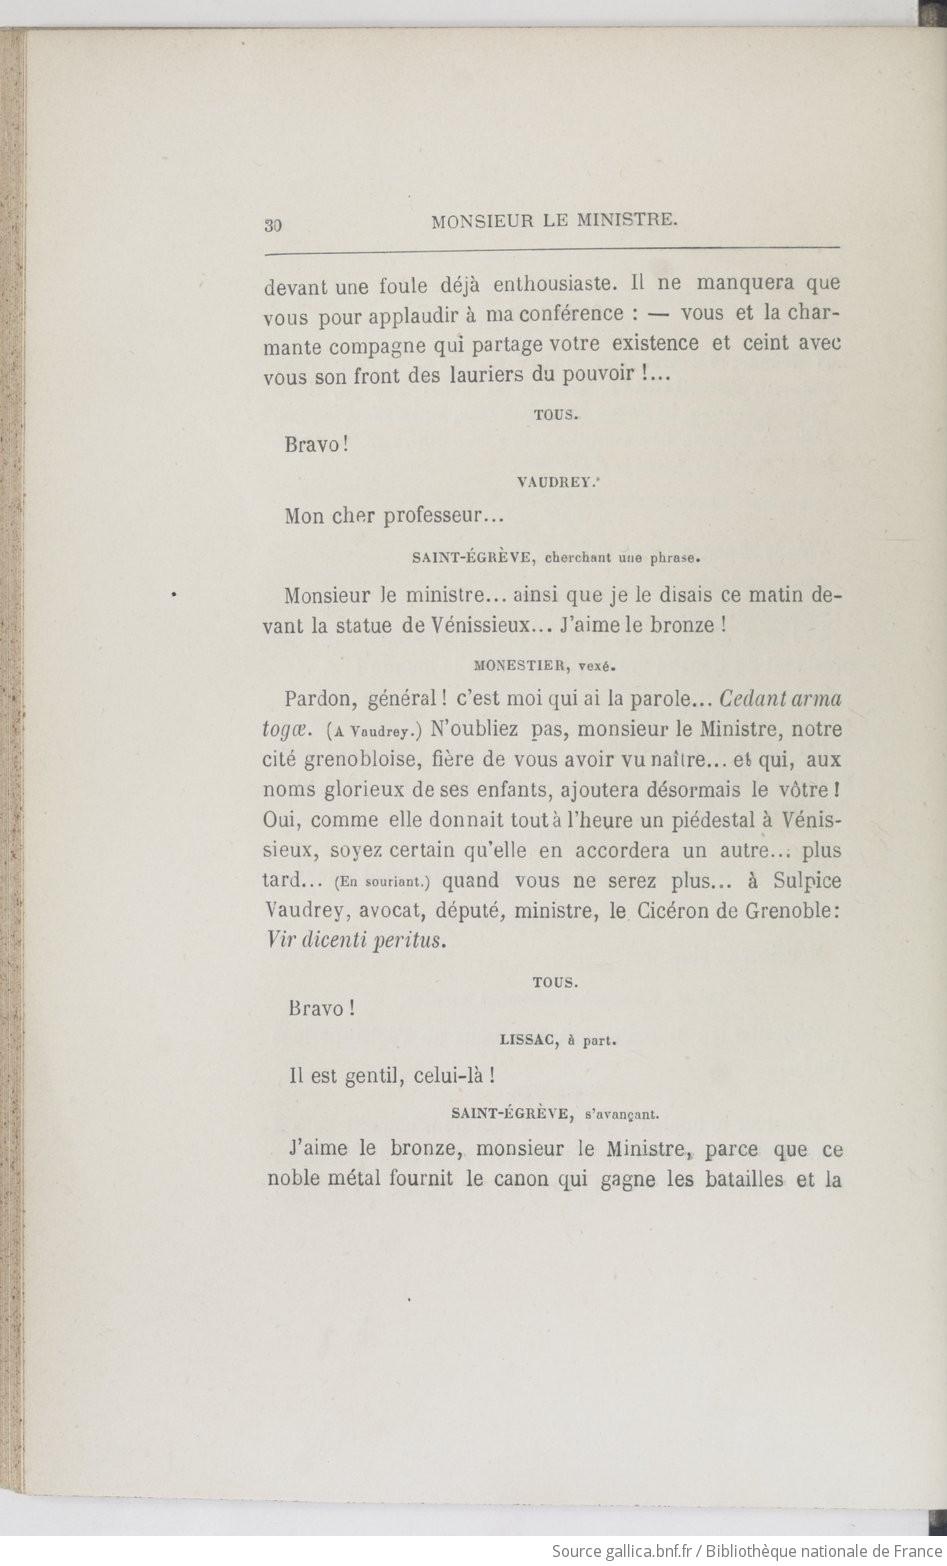 30 MONSIEUR LE MINISTRE.
devant une foule déjà enthousiaste. Il ne manquera que
vous pour applaudir à ma conférence : — vous et la char-
mante compagne qui partage votre existence et ceint avec
vous son front des lauriers du pouvoir !...
TOUS.
Bravo !
VAUDREY.
Mon cher professeur...
SAINT-ÉGRÈVE, cherchant une phrase.
Monsieur le ministre... ainsi que je le disais ce matin de-
vant la statue de Vénissieux... J'aime le bronze !
MONESTIER, vexé.
Pardon, général ! c'est moi qui ai la parole... Cedant arma
togœ. (A Vaudrey.) N'oubliez pas, monsieur le Ministre, notre
cité grenobloise, fière de vous avoir vu naître... et qui, aux
noms glorieux de ses enfants, ajoutera désormais le vôtre !
Oui, comme elle donnait tout à l'heure un piédestal à Vénis-
sieux, soyez certain qu'elle en accordera un autre... plus
tard... (En souriant.) quand vous ne serez plus... à Sulpice
Vaudrey, avocat, député, ministre, le Cicéron de Grenoble :
Vir dicenti peritus.
TOUS.
Bravo !
LISSAC, à part.
Il est gentil, celui-là !
SAINT-ÉGRÈVE, s'avançant.
J'aime le bronze, monsieur le Ministre, parce que ce
noble métal fournit le canon qui gagne les batailles et la
Source gallica.bnf.fr / Bibliothèque nationale de France